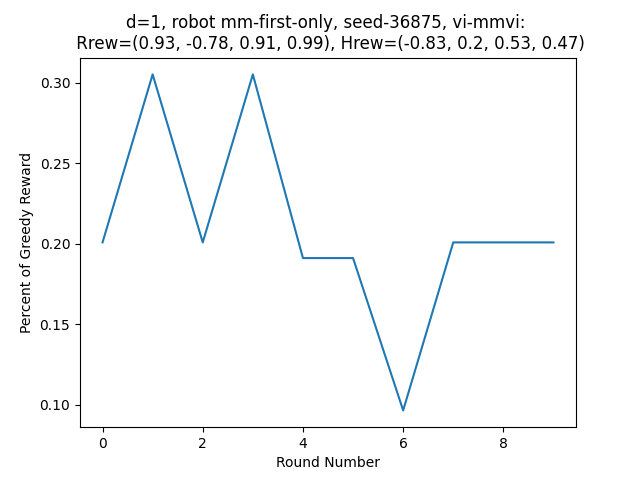 d=1, robot mm-first-only, seed-36875, vi-mmvi:
Rrew=(0.93, -0.78, 0.91, 0.99), Hrew=(-0.83, 0.2, 0.53, 0.47)
0.30
0.25
0.20
0.15
0.10
Percent of Greedy Reward
0 2 4 6 8
Round Number